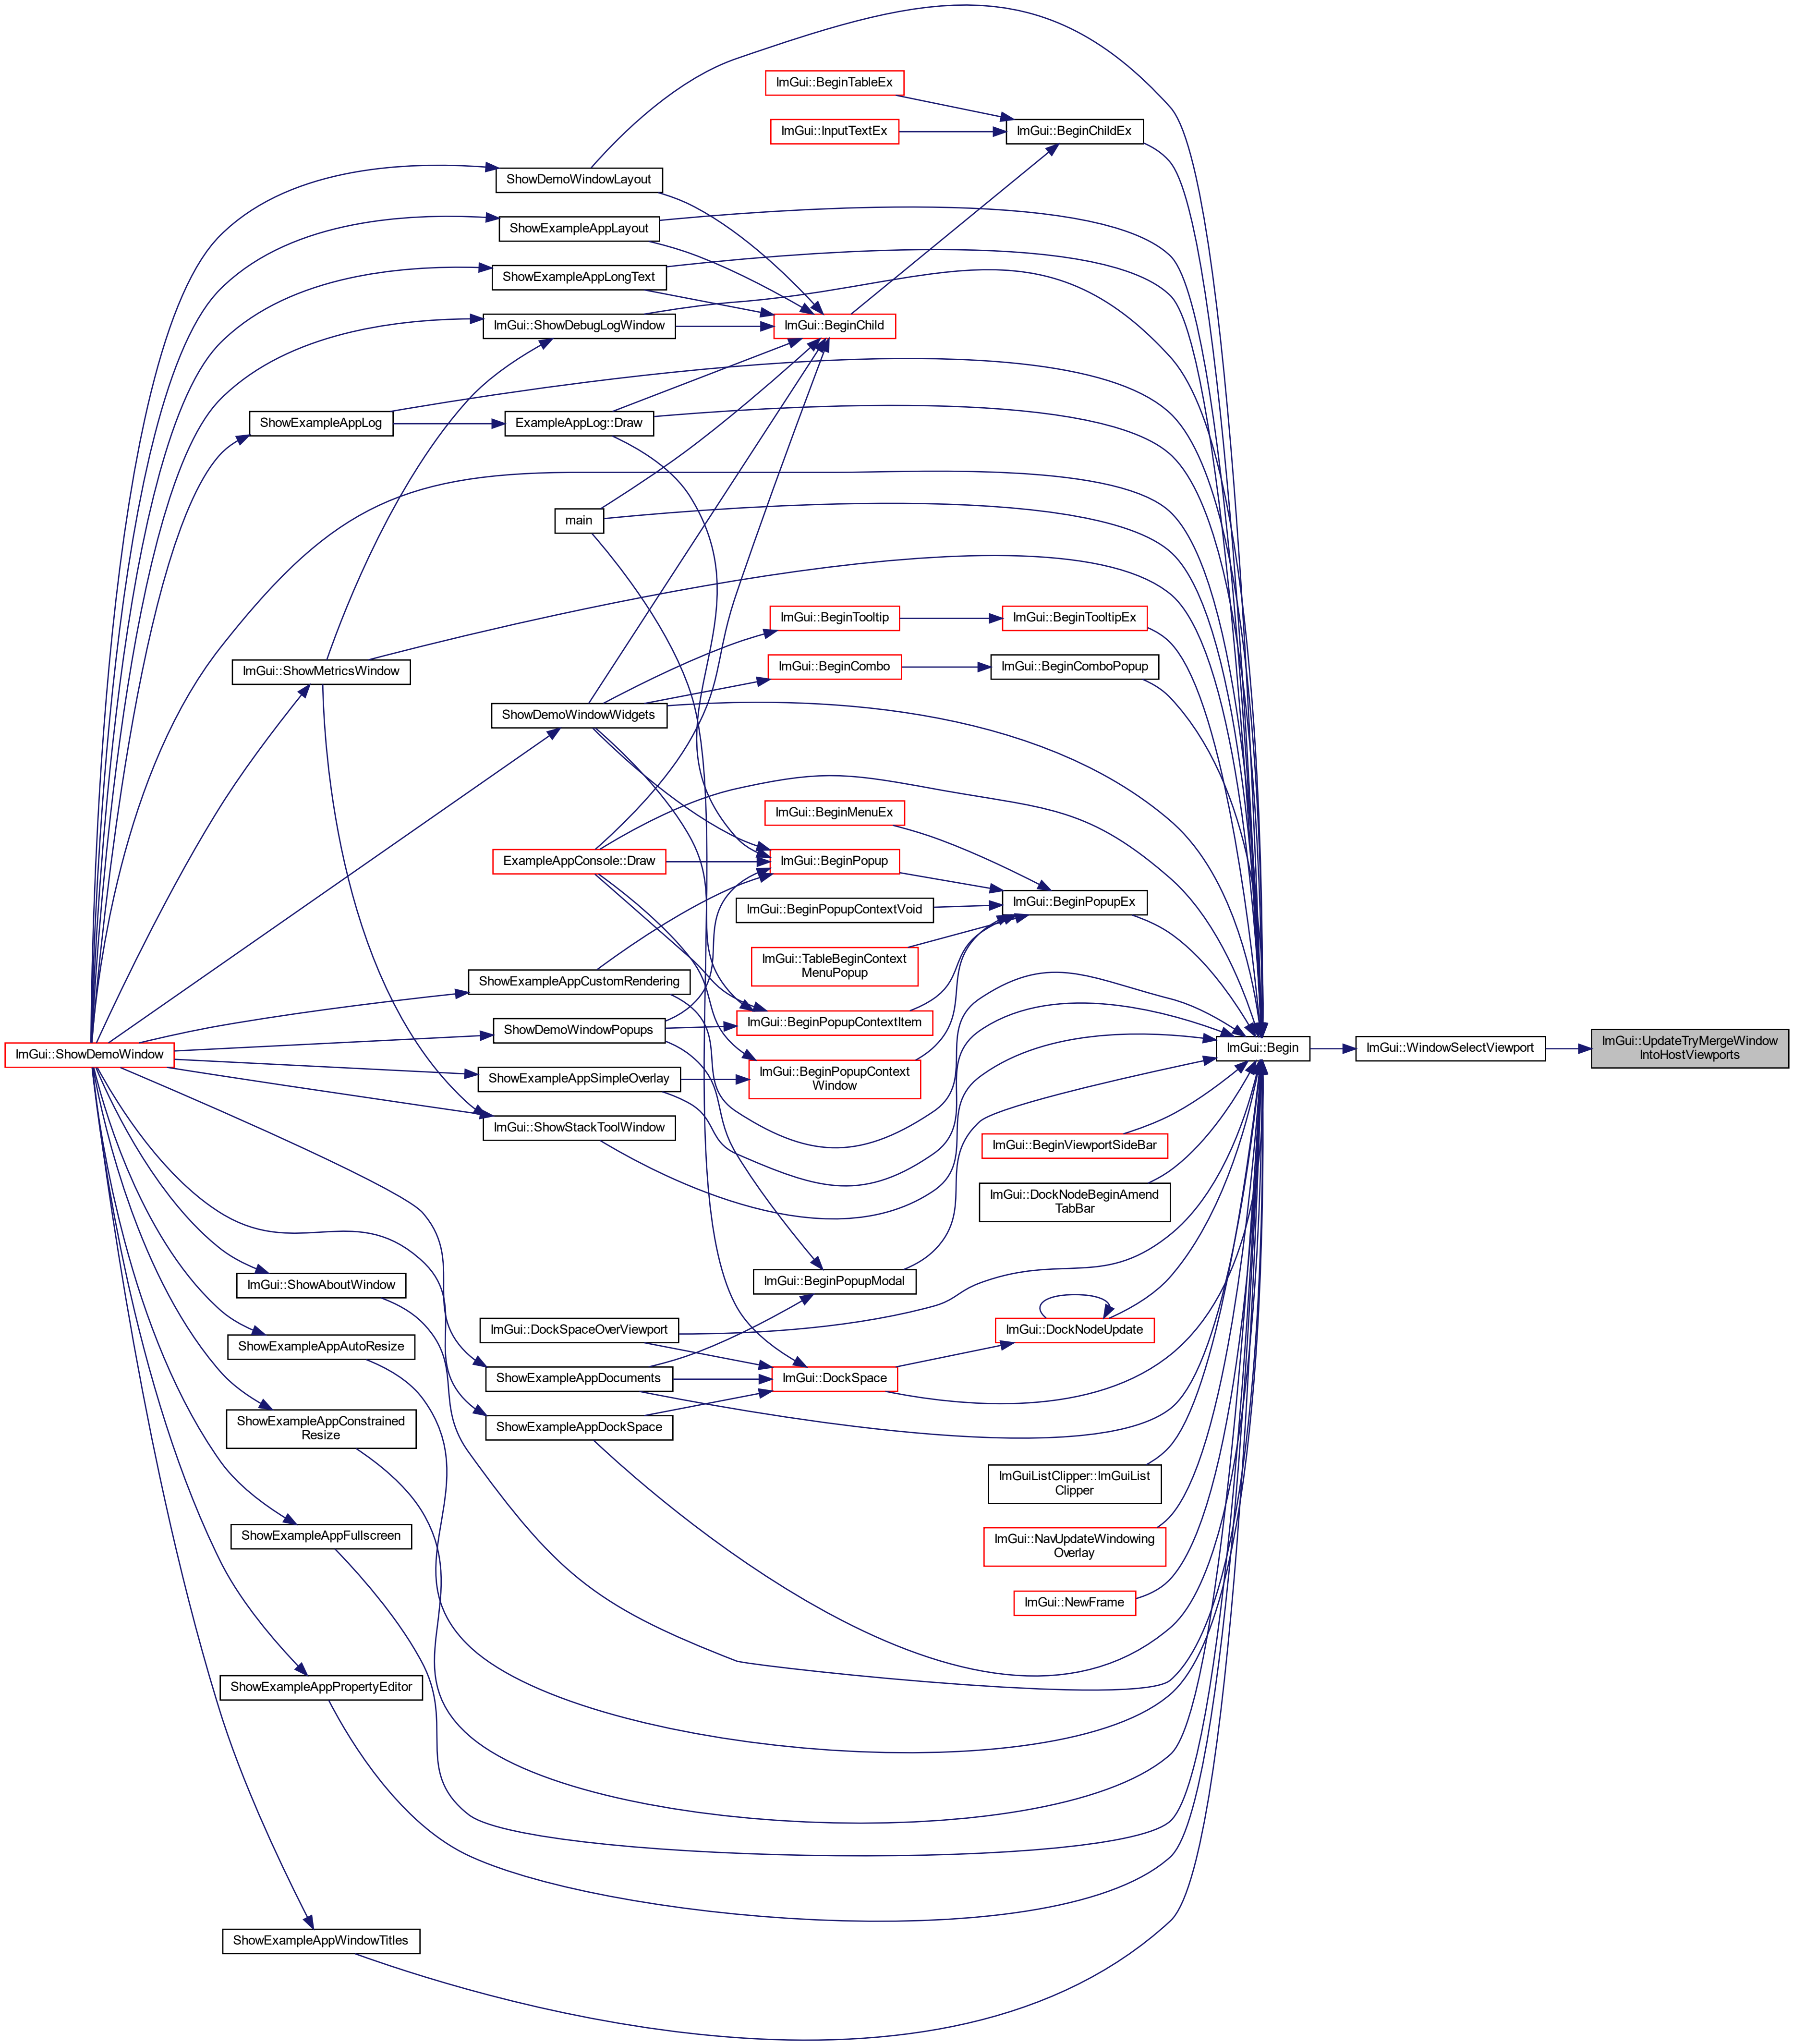 ImGui::BeginTableEx
ImGui::InputTextEx
ImGui::BeginChildEx
ShowDemoWindowLayout
ShowExampleAppLayout
ShowExampleAppLongText
ImGui::ShowDebugLogWindow
ImGui::BeginChild
ShowExampleAppLog
ExampleAppLog::Draw
main
ImGui::BeginTooltip
ImGui::BeginTooltipEx
ImGui::ShowMetricsWindow
ImGui::BeginCombo
ImGui::BeginComboPopup
ShowDemoWindowWidgets
ImGui::BeginMenuEx
ExampleAppConsole::Draw
ImGui::BeginPopup
ImGui::BeginPopupContextVoid
ImGui::BeginPopupEx
ImGui::TableBeginContext
MenuPopup
ShowExampleAppCustomRendering
ShowDemoWindowPopups
ImGui::BeginPopupContextItem
ImGui::ShowDemoWindow
ImGui::Begin
ImGui::WindowSelectViewport
ImGui::UpdateTryMergeWindow
IntoHostViewports
ShowExampleAppSimpleOverlay
ImGui::BeginPopupContext
Window
ImGui::ShowStackToolWindow
ImGui::BeginViewportSideBar
ImGui::DockNodeBeginAmend
TabBar
ImGui::ShowAboutWindow
ImGui::BeginPopupModal
ImGui::DockSpaceOverViewport
ImGui::DockNodeUpdate
ShowExampleAppAutoResize
ShowExampleAppDocuments
ImGui::DockSpace
ShowExampleAppConstrained
Resize
ShowExampleAppDockSpace
ImGuiListClipper::ImGuiList
Clipper
ShowExampleAppFullscreen
ImGui::NavUpdateWindowing
Overlay
ImGui::NewFrame
ShowExampleAppPropertyEditor
ShowExampleAppWindowTitles